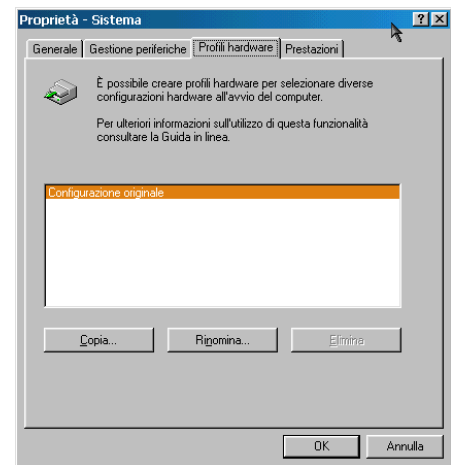 Proprietà - Sistema
Generale
Gestione periferiche
Profili hardware
Prestazioni
È possibile creare profili hardware per selezionare diverse
configurazioni hardware all'avvio del computer.
Per ulteriori informazioni sull'utilizzo di questa funzionalità
consultare la Guida in linea.
Configurazione originale
Copia...
Rinomina...
Elimina
OK
Annulla